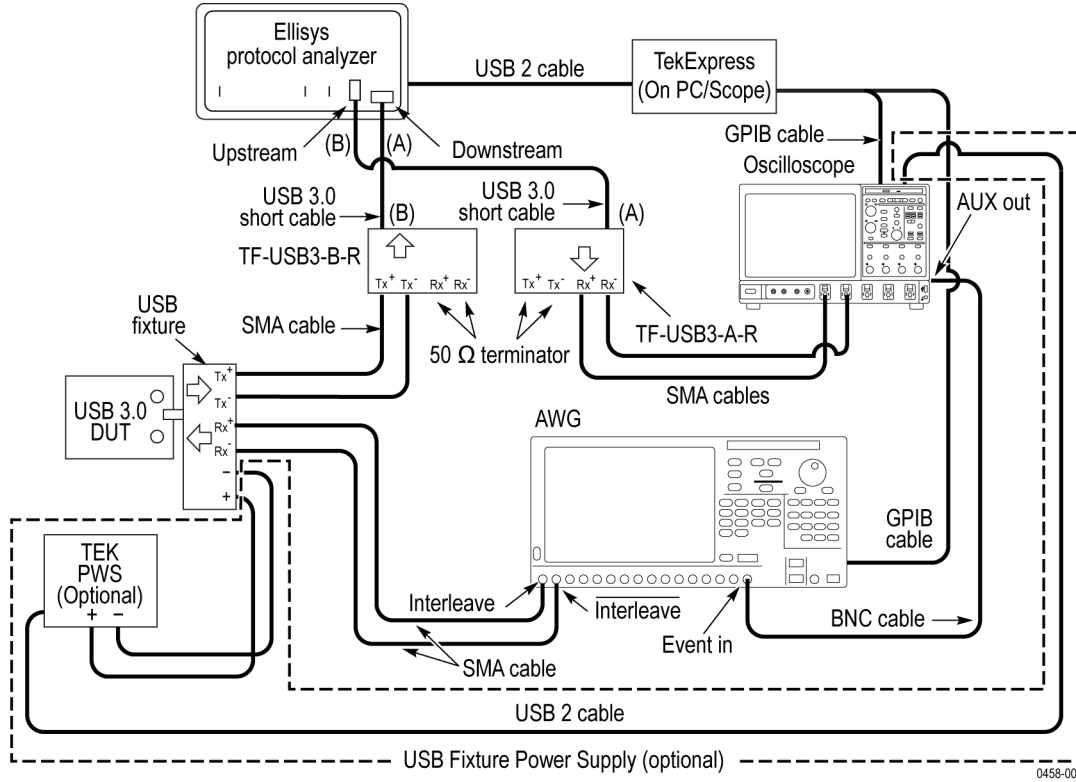 Ellisys
protocol analyzer
USB 2 cable
TekExpress
(On PC/Scope)
GPIB cable
Oscilloscope
Upstream
(B)
(A)
Downstream
USB 3.0
short cable
(B)
USB 3.0
short cable
(A)
AUX out
TF-USB3-B-R
Tx+ Tx- Rx+ Rx-
Tx+ Tx- Rx+ Rx-
USB
fixture
SMA cable
50 Ω terminator
TF-USB3-A-R
SMA cables
USB 3.0
DUT
Tx+
Tx-
Rx+
Rx-
−
+
AWG
GPIB
cable
TEK
PWS
(Optional)
+ −
Interleave
Interleave
Event in
BNC cable
SMA cable
USB 2 cable
USB Fixture Power Supply (optional)
0458-00